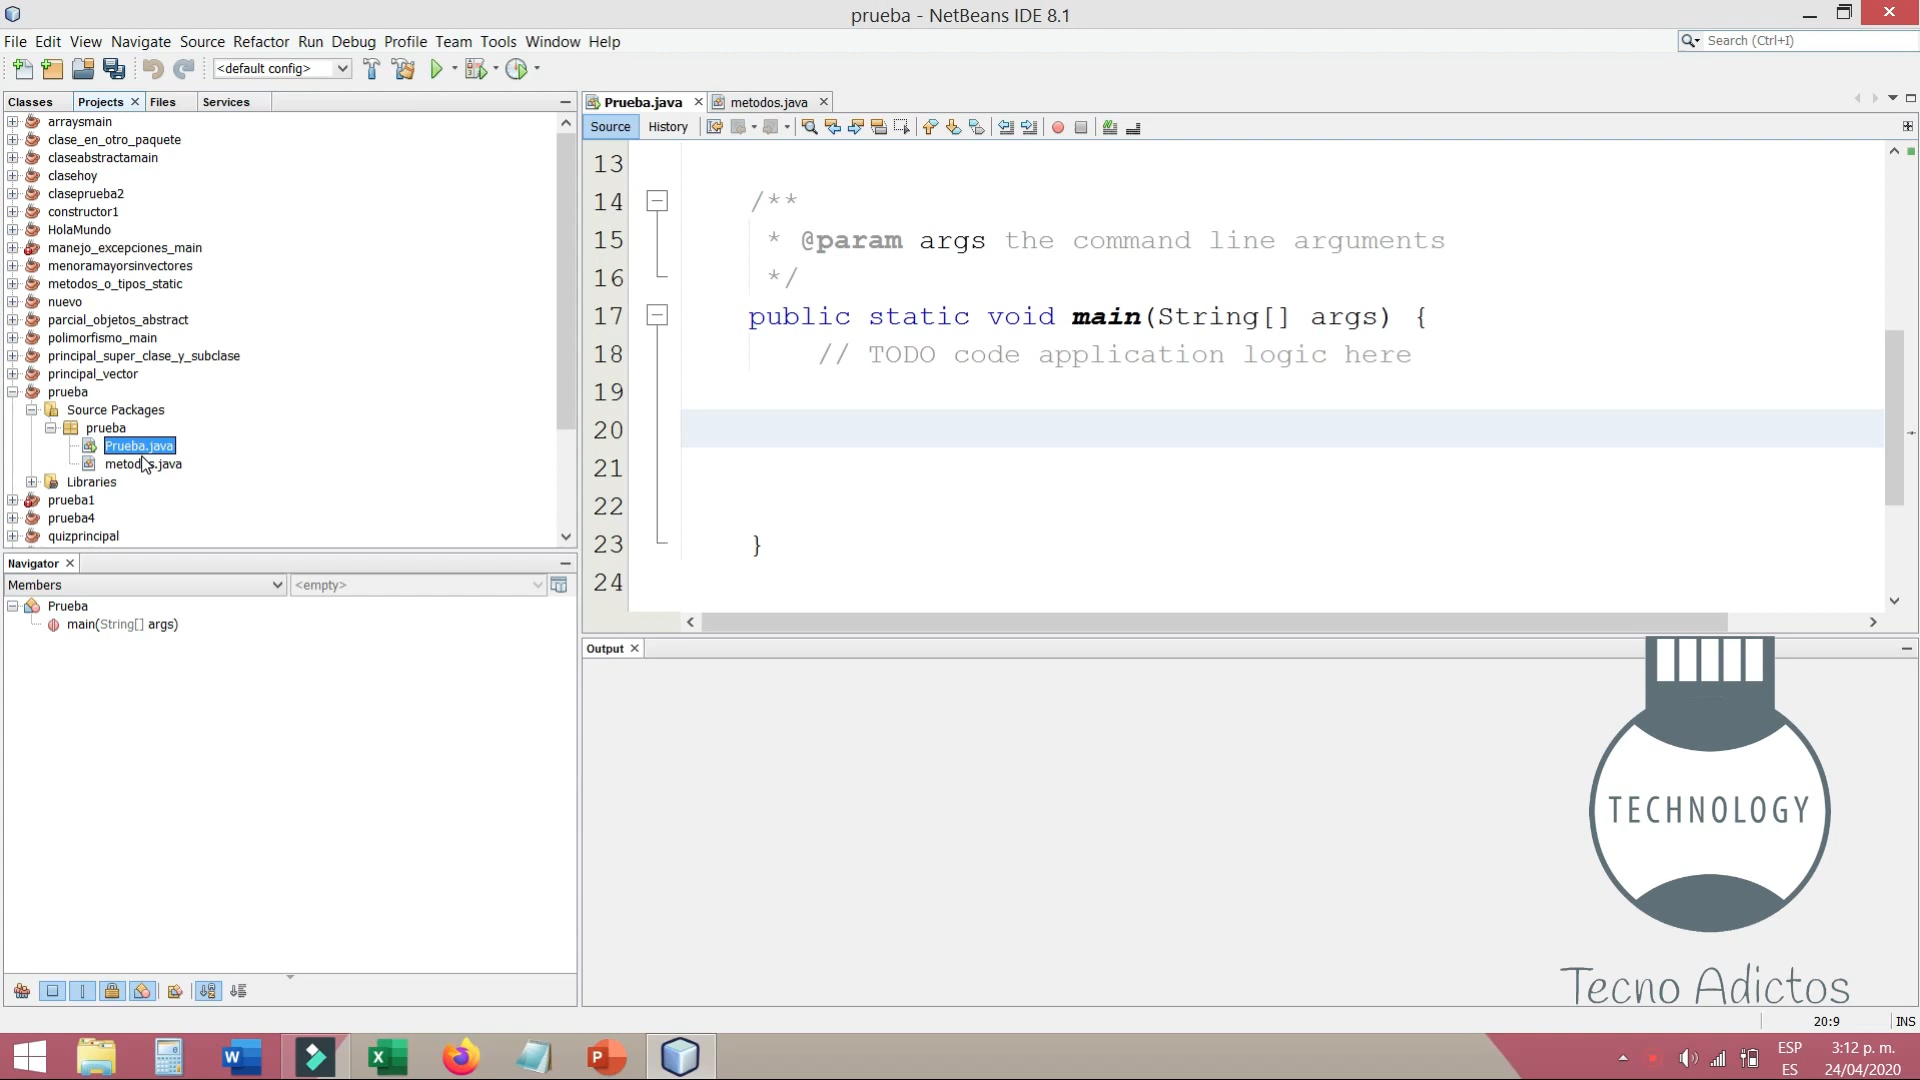 prueba - NetBeans IDE 8.1
File Edit View Navigate Source Refactor Run Debug Profile Team Tools Window Help
Search (Ctrl+I)
<default config>
Classes Projects Files Services
arraysmain
clase_en_otro_paquete
claseabstractamain
clasehoy
claseprueba2
constructor1
HolaMundo
manejo_excepciones_main
menoramayorsinvectores
metodos_o_tipos_static
nuevo
parcial_objetos_abstract
polimorfismo_main
principal_super_clase_y_subclase
principal_vector
prueba
Source Packages
prueba
Prueba.java
metodos.java
Libraries
prueba1
prueba4
quizprincipal
Navigator
Members <empty>
Prueba
main(String[] args)
Prueba.java metodos.java
Source History
13
14 /**
15 * @param args the command line arguments
16 */
17 public static void main(String[] args) {
18 // TODO code application logic here
19
20
21
22
23 }
24
Output
TECHNOLOGY
Tecno Adictos
20:9 INS
ESP
ES
3:12 p. m.
24/04/2020